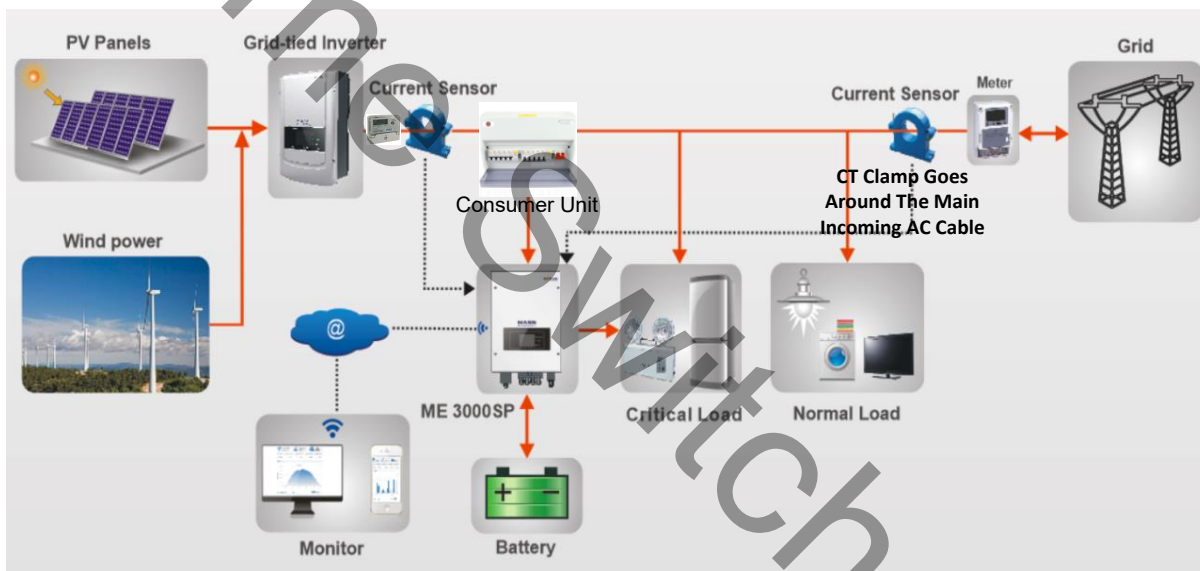 PV Panels
Grid-tied Inverter
Current Sensor
Current Sensor
Meter
Grid
CT Clamp Goes
Around The Main
Incoming AC Cable
Consumer Unit
Wind power
@
ME 3000SP
Critical Load
Normal Load
+ −
Monitor
Battery
Switch